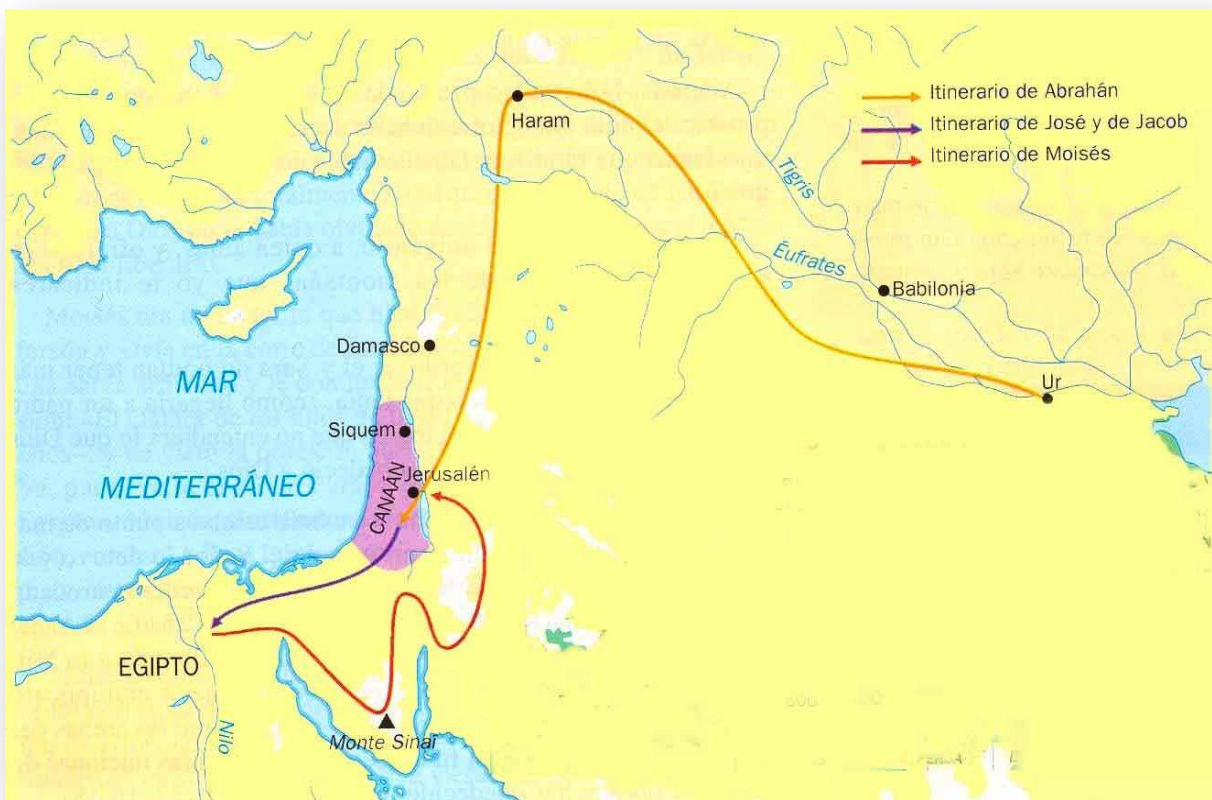 Itinerario de Abrahán
Itinerario de José y de Jacob
Itinerario de Moisés
Haram
Tigris
Éufrates
Babilonia
Ur
Damasco
MAR
MEDITERRÁNEO
Siquem
Jerusalén
CANAÁN
EGIPTO
Nilo
Monte Sinaí